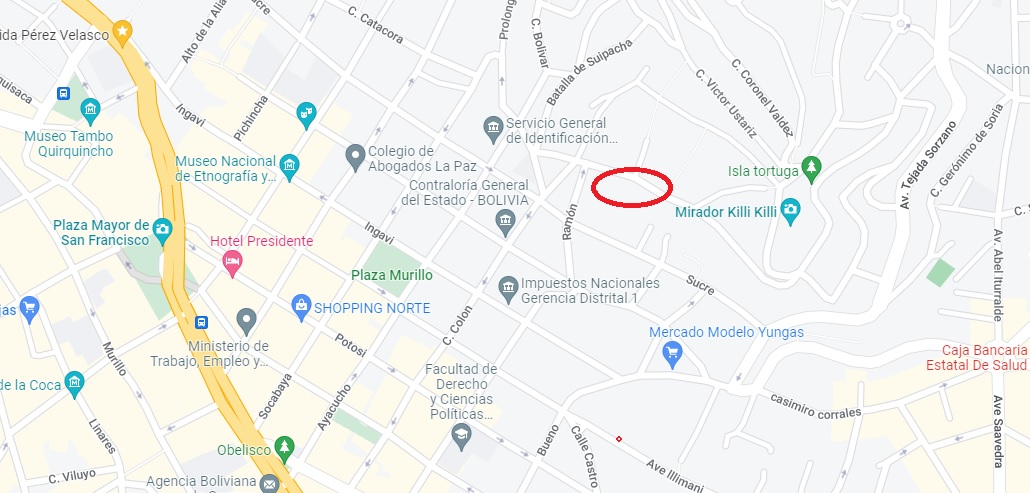 Alto de la Alia
Sucre
C. Catacora
Prolong
C. Bolivar
Batalla de Suipacha
C. Coronel Valdez
C. Victor Ustariz
Nacion
ida Pérez Velasco
quisaca
Museo Tambo
Quirquincho
Ingavi
Pichincha
Museo Nacional
de Etnografía y...
Colegio de
Abogados La Paz
Servicio General
de Identificación...
Contraloría General
del Estado - BOLIVIA
Isla tortuga
Mirador Killi Killi
Av. Tejada Sorzano
C. Gerónimo de Soria
C. S
Av. Abel Iturralde
Plaza Mayor de
San Francisco
Hotel Presidente
Ingavi
Ramón
Plaza Murillo
Impuestos Nacionales
Gerencia Distrital 1
Sucre
jas
SHOPPING NORTE
Ministerio de
Trabajo, Empleo y...
Potosi
C. Colon
Mercado Modelo Yungas
Caja Bancaria
Estatal De Salud
Murillo
de la Coca
Linares
Socabaya
Ayacucho
Facultad de
Derecho
y Ciencias
Políticas...
casimiro corrales
Ave Saavedra
Bueno
Calle Castro
Ave Illimani
Obelisco
C. Viluyo
Agencia Boliviana